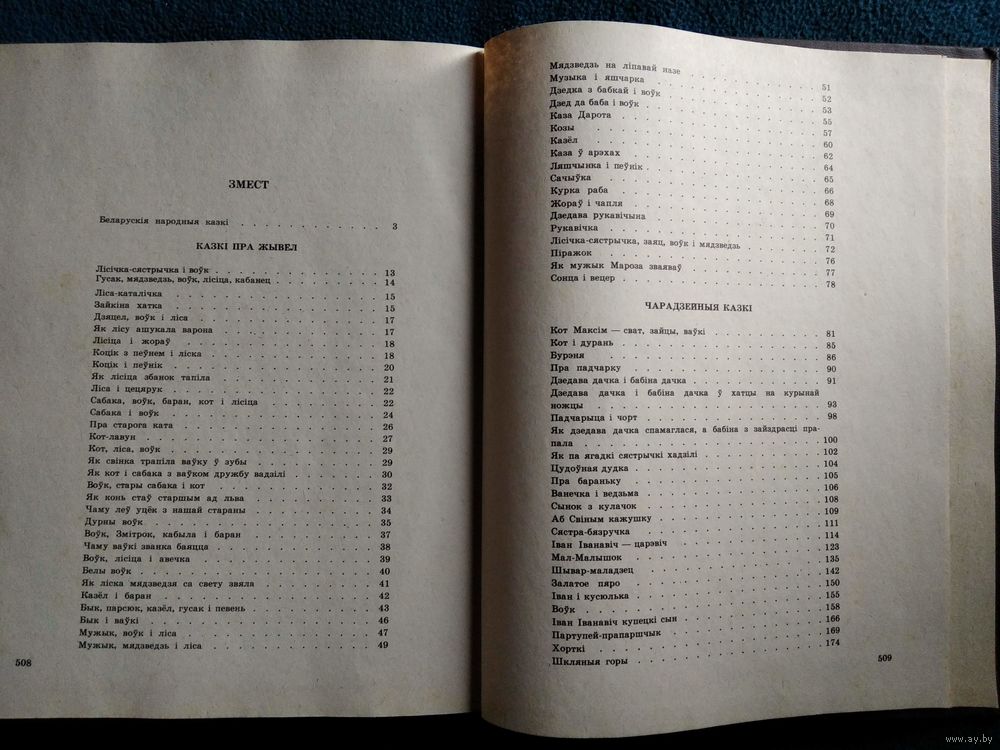 ЗМЕСТ
Беларускія народныя казкі . . . . . . . . . . 3
КАЗКІ ПРА ЖЫВЕЛ
Лісічка-сястрычка і воўк . . . . . . . . . . 13
Гусак, мядзведзь, воўк, лісіца, кабанец . . . . . . . 14
Ліса-каталічка . . . . . . . . . . 15
Зайкіна хатка . . . . . . . . . . 15
Дзяцел, воўк і ліса . . . . . . . . . . 17
Як лісу ашукала варона . . . . . . . . . . 17
Лісіца і жораў . . . . . . . . . . 18
Коцік з пеўнем і ліска . . . . . . . . . . 18
Коцік і пеўнік . . . . . . . . . . 20
Як лісіца збанок тапіла . . . . . . . . . . 21
Ліса і цецярук . . . . . . . . . . 22
Сабака, воўк, баран, кот і лісіца . . . . . . . . 22
Сабака і воўк . . . . . . . . . . 24
Пра старога ката . . . . . . . . . . 26
Кот-лавун . . . . . . . . . . 27
Кот, ліса, воўк . . . . . . . . . . 29
Як свінка трапіла ваўку ў зубы . . . . . . . . 29
Як кот і сабака з ваўком дружбу вадзілі . . . . . . 30
Воўк, стары сабака і кот . . . . . . . . . . 32
Як конь стаў старшым ад льва . . . . . . . . 33
Чаму леў уцёк з нашай стараны . . . . . . . . 34
Дурны воўк . . . . . . . . . . 35
Воўк, Змітрок, кабыла і баран . . . . . . . . 37
Чаму ваўкі званка баяцца . . . . . . . . . . 38
Воўк, лісіца і авечка . . . . . . . . . . 39
Белы воўк . . . . . . . . . . 40
Як ліска мядзведзя са свету звяла . . . . . . . . 41
Казёл і баран . . . . . . . . . . 42
Бык, парсюк, казёл, гусак і певень . . . . . . . . 43
Бык і ваўкі . . . . . . . . . . 46
Мужык, воўк і ліса . . . . . . . . . . 47
Мужык, мядзведзь і ліса . . . . . . . . . . 49
508
Мядзведзь на ліпавай назе . . . . . . . . 51
Музыка і яшчарка . . . . . . . . . . 52
Дзедка з бабкай і воўк . . . . . . . . . . 53
Дзед да баба і воўк . . . . . . . . . . 55
Каза Дарота . . . . . . . . . . 57
Козы . . . . . . . . . . 60
Казёл . . . . . . . . . . 62
Каза ў арэхах . . . . . . . . . . 64
Ляшчынка і пеўнік . . . . . . . . . . 65
Сачыўка . . . . . . . . . . 66
Курка раба . . . . . . . . . . 68
Жораў і чапля . . . . . . . . . . 69
Дзедава рукавічына . . . . . . . . . . 70
Рукавічка . . . . . . . . . . 71
Лісічка-сястрычка, заяц, воўк і мядзведзь . . . . 72
Піражок . . . . . . . . . . 76
Як мужык Мароза зваяваў . . . . . . . . 77
Сонца і вецер . . . . . . . . . . 78
ЧАРАДЗЕЙНЫЯ КАЗКІ
Кот Максім — сват, зайцы, ваўкі . . . . . . 81
Кот і дурань . . . . . . . . . . 85
Бурэня . . . . . . . . . . 86
Пра падчарку . . . . . . . . . . 90
Дзедава дачка і бабіна дачка . . . . . . . . 91
Дзедава дачка і бабіна дачка ў хатцы на курынай
ножцы . . . . . . . . . . 93
Падчарыца і чорт . . . . . . . . . . 98
Як дзедава дачка спамаглася, а бабіна з зайздрасці пра-
пала . . . . . . . . . . 100
Як па ягадкі сястрычкі хадзілі . . . . . . 102
Цудоўная дудка . . . . . . . . . . 104
Пра бараньку . . . . . . . . . . 105
Ванечка і ведзьма . . . . . . . . . . 106
Сынок з кулачок . . . . . . . . . . 108
Аб Свіным кажушку . . . . . . . . . . 109
Сястра-бязручка . . . . . . . . . . 111
Іван Іванавіч — царэвіч . . . . . . . . 114
Мал-Малышок . . . . . . . . . . 123
Шывар-маладзец . . . . . . . . . . 135
Залатое пяро . . . . . . . . . . 142
Іван і кусюлька . . . . . . . . . . 150
Воўк . . . . . . . . . . 155
Іван Іванавіч купецкі сын . . . . . . . . 158
Партупей-прапаршчык . . . . . . . . . . 166
Хорткі . . . . . . . . . . 169
Шкляныя горы . . . . . . . . . . 174
509
www.ay.by